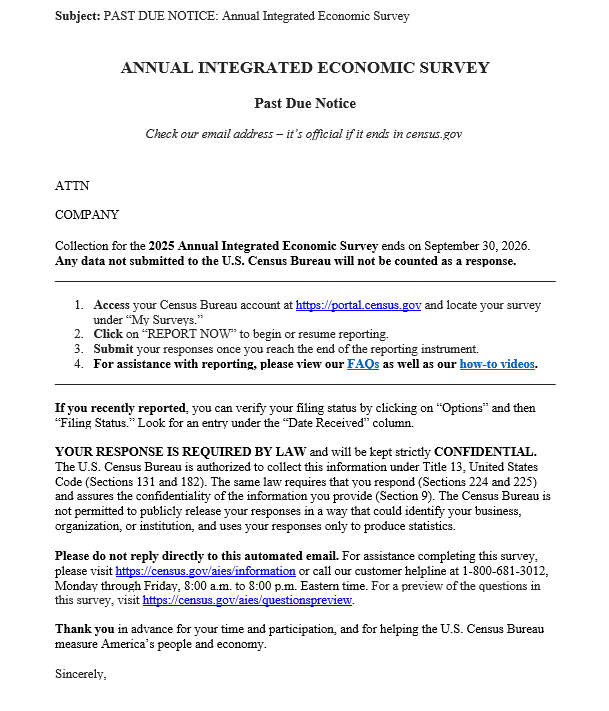 Subject: PAST DUE NOTICE: Annual Integrated Economic Survey
ANNUAL INTEGRATED ECONOMIC SURVEY
Past Due Notice
Check our email address – it’s official if it ends in census.gov
ATTN
COMPANY
Collection for the 2025 Annual Integrated Economic Survey ends on September 30, 2026.
Any data not submitted to the U.S. Census Bureau will not be counted as a response.
1. Access your Census Bureau account at https://portal.census.gov and locate your survey
under “My Surveys.”
2. Click on “REPORT NOW” to begin or resume reporting.
3. Submit your responses once you reach the end of the reporting instrument.
4. For assistance with reporting, please view our FAQs as well as our how-to videos.
If you recently reported, you can verify your filing status by clicking on “Options” and then
“Filing Status.” Look for an entry under the “Date Received” column.
YOUR RESPONSE IS REQUIRED BY LAW and will be kept strictly CONFIDENTIAL.
The U.S. Census Bureau is authorized to collect this information under Title 13, United States
Code (Sections 131 and 182). The same law requires that you respond (Sections 224 and 225)
and assures the confidentiality of the information you provide (Section 9). The Census Bureau is
not permitted to publicly release your responses in a way that could identify your business,
organization, or institution, and uses your responses only to produce statistics.
Please do not reply directly to this automated email. For assistance completing this survey,
please visit https://census.gov/aies/information or call our customer helpline at 1-800-681-3012,
Monday through Friday, 8:00 a.m. to 8:00 p.m. Eastern time. For a preview of the questions in
this survey, visit https://census.gov/aies/questionspreview.
Thank you in advance for your time and participation, and for helping the U.S. Census Bureau
measure America’s people and economy.
Sincerely,